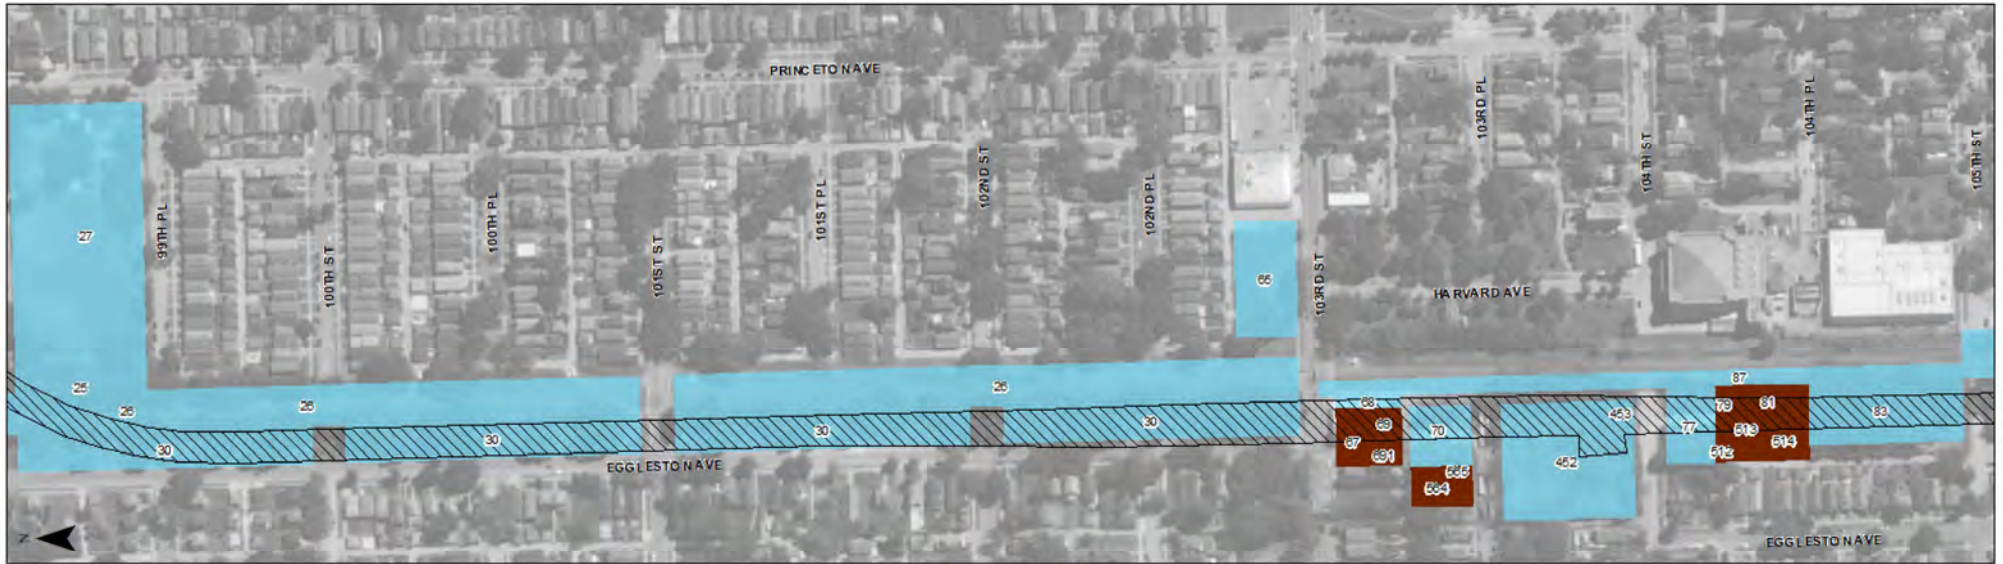 PRINCETON AVE
99TH PL
100TH ST
100TH PL
101ST ST
101ST PL
102ND ST
102ND PL
103RD ST
103RD PL
104TH ST
104TH PL
105TH ST
HARVARD AVE
27
65
25
26
26
26
87
30
30
30
30
68
69
67
691
70
453
452
77
79
81
83
513
514
512
564
EGGLESTON AVE
EGGLESTON AVE
N